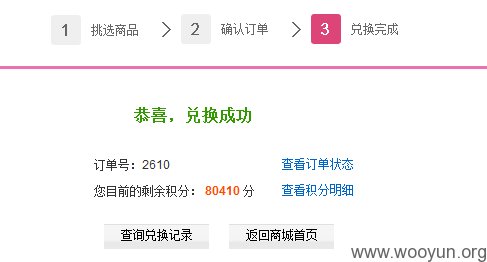 1 挑选商品 2 确认订单 3 兑换完成
恭喜，兑换成功
订单号：2610 查看订单状态
您目前的剩余积分：80410 分 查看积分明细
查询兑换记录 返回商城首页
www.wooyun.org